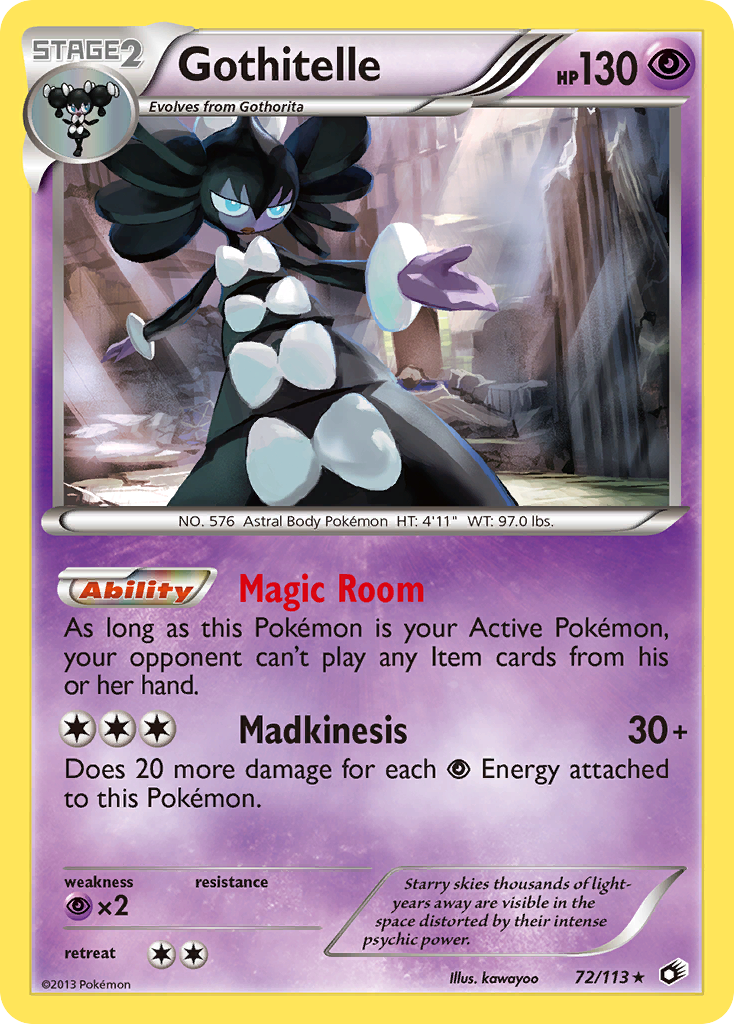 STAGE2
Gothitelle
HP130
Evolves from Gothorita
NO. 576 Astral Body Pokémon HT: 4'11" WT: 97.0 lbs.
Ability Magic Room
As long as this Pokémon is your Active Pokémon,
your opponent can't play any Item cards from his
or her hand.
Madkinesis 30+
Does 20 more damage for each Energy attached
to this Pokémon.
weakness resistance
×2
retreat
Starry skies thousands of light-
years away are visible in the
space distorted by their intense
psychic power.
©2013 Pokémon
Illus. kawayoo 72/113 ★